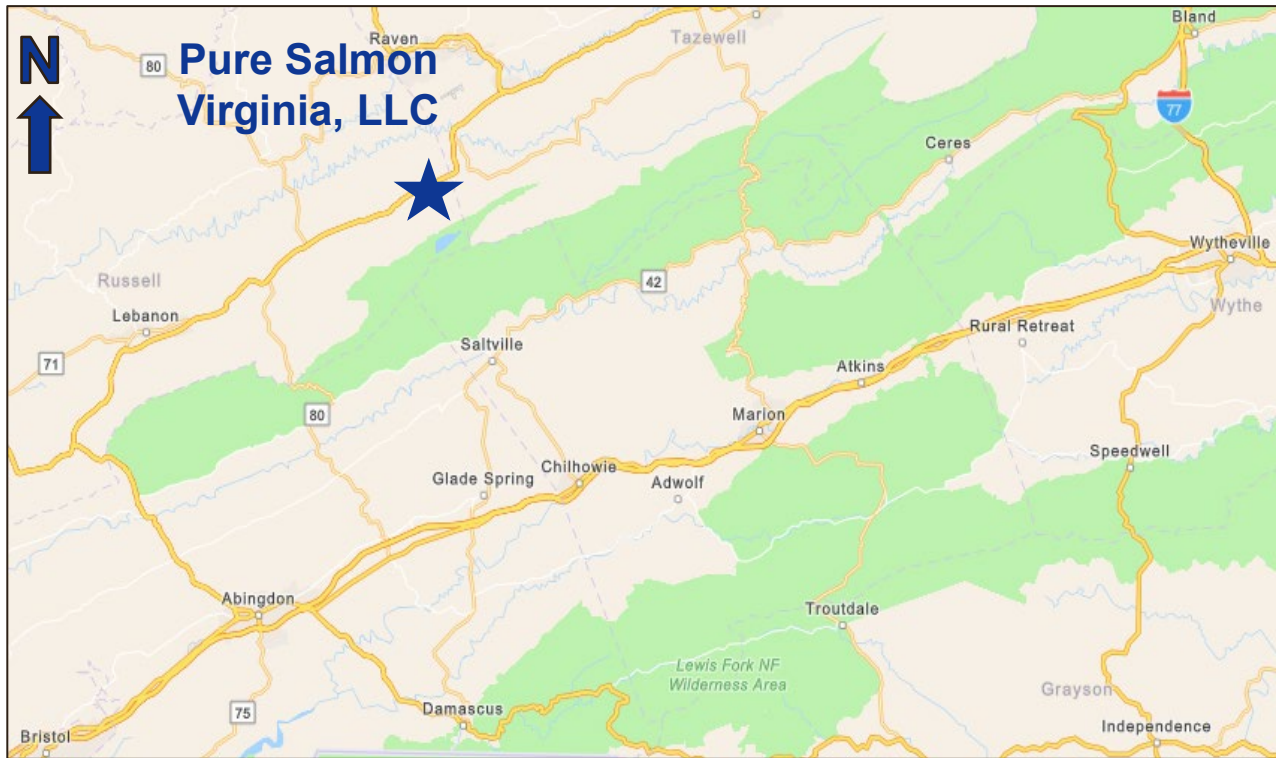 N
Pure Salmon
Virginia, LLC
Raven
80
Tazewell
Bland
77
Ceres
Wytheville
Wythe
Russell
Lebanon
42
71
Saltville
Rural Retreat
Atkins
80
Marion
Speedwell
Glade Spring
Chilhowie
Adwolf
Abingdon
Troutdale
Lewis Fork NF
Wilderness Area
Grayson
75
Damascus
Bristol
Independence